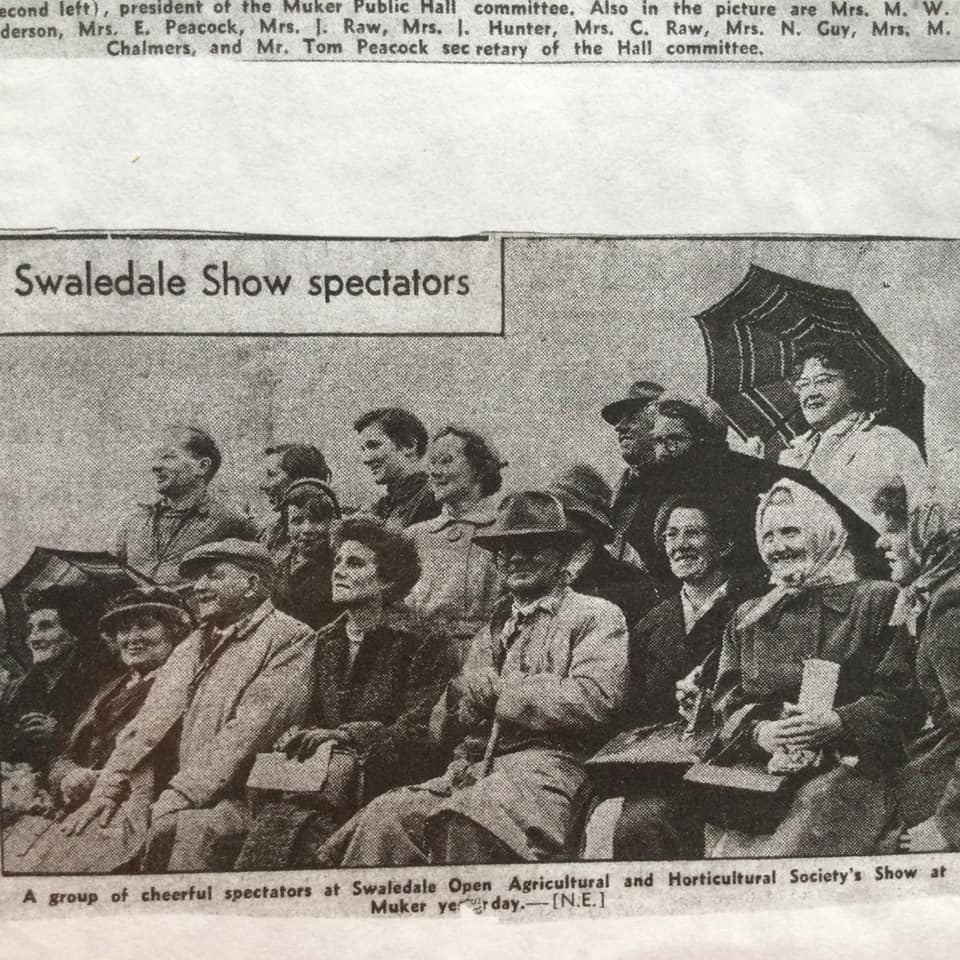 econd left), president of the Muker Public Hall committee. Also in the picture are Mrs. M. W.
derson, Mrs. E. Peacock, Mrs. J. Raw, Mrs. J. Hunter, Mrs. C. Raw, Mrs. N. Guy, Mrs. M.
Chalmers, and Mr. Tom Peacock secretary of the Hall committee.
Swaledale Show spectators
A group of cheerful spectators at Swaledale Open Agricultural and Horticultural Society's Show at
Muker yesterday.—[N.E.]